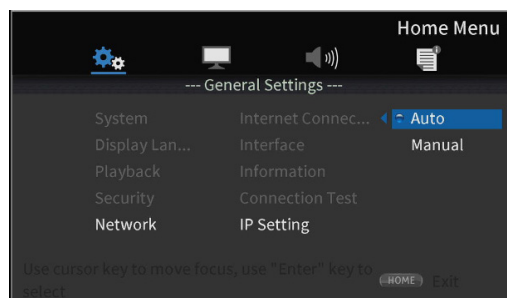 Home Menu
--- General Settings ---
System Internet Connec... Auto
Display Lan... Interface Manual
Playback Information
Security Connection Test
Network IP Setting
Use cursor key to move focus, use "Enter" key to
select
HOME Exit